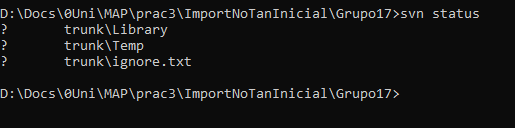 D:\Docs\0Uni\MAP\prac3\ImportNoTanInicial\Grupo17>svn status
?       trunk\Library
?       trunk\Temp
?       trunk\ignore.txt
D:\Docs\0Uni\MAP\prac3\ImportNoTanInicial\Grupo17>